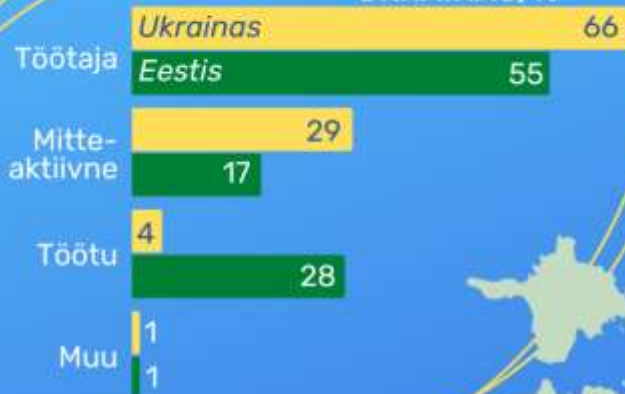 Ukrainas 66
Töötaja
Eestis 55
Mitte-
aktiivne
29
17
Töötu
4
28
Muu
1
1